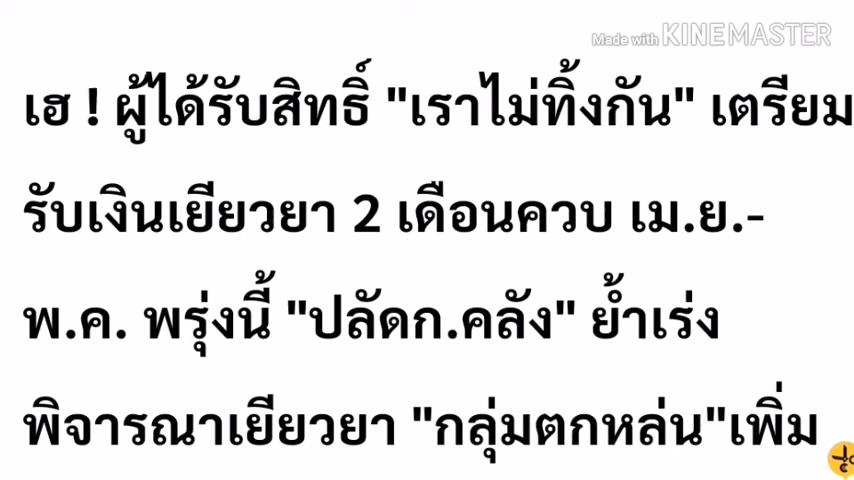 Made with KINEMASTER
เฮ ! ผู้ได้รับสิทธิ์ "เราไม่ทิ้งกัน" เตรียม
รับเงินเยียวยา 2 เดือนควบ เม.ย.-
พ.ค. พรุ่งนี้ "ปลัดก.คลัง" ย้ำเร่ง
พิจารณาเยียวยา "กลุ่มตกหล่น"เพิ่ม